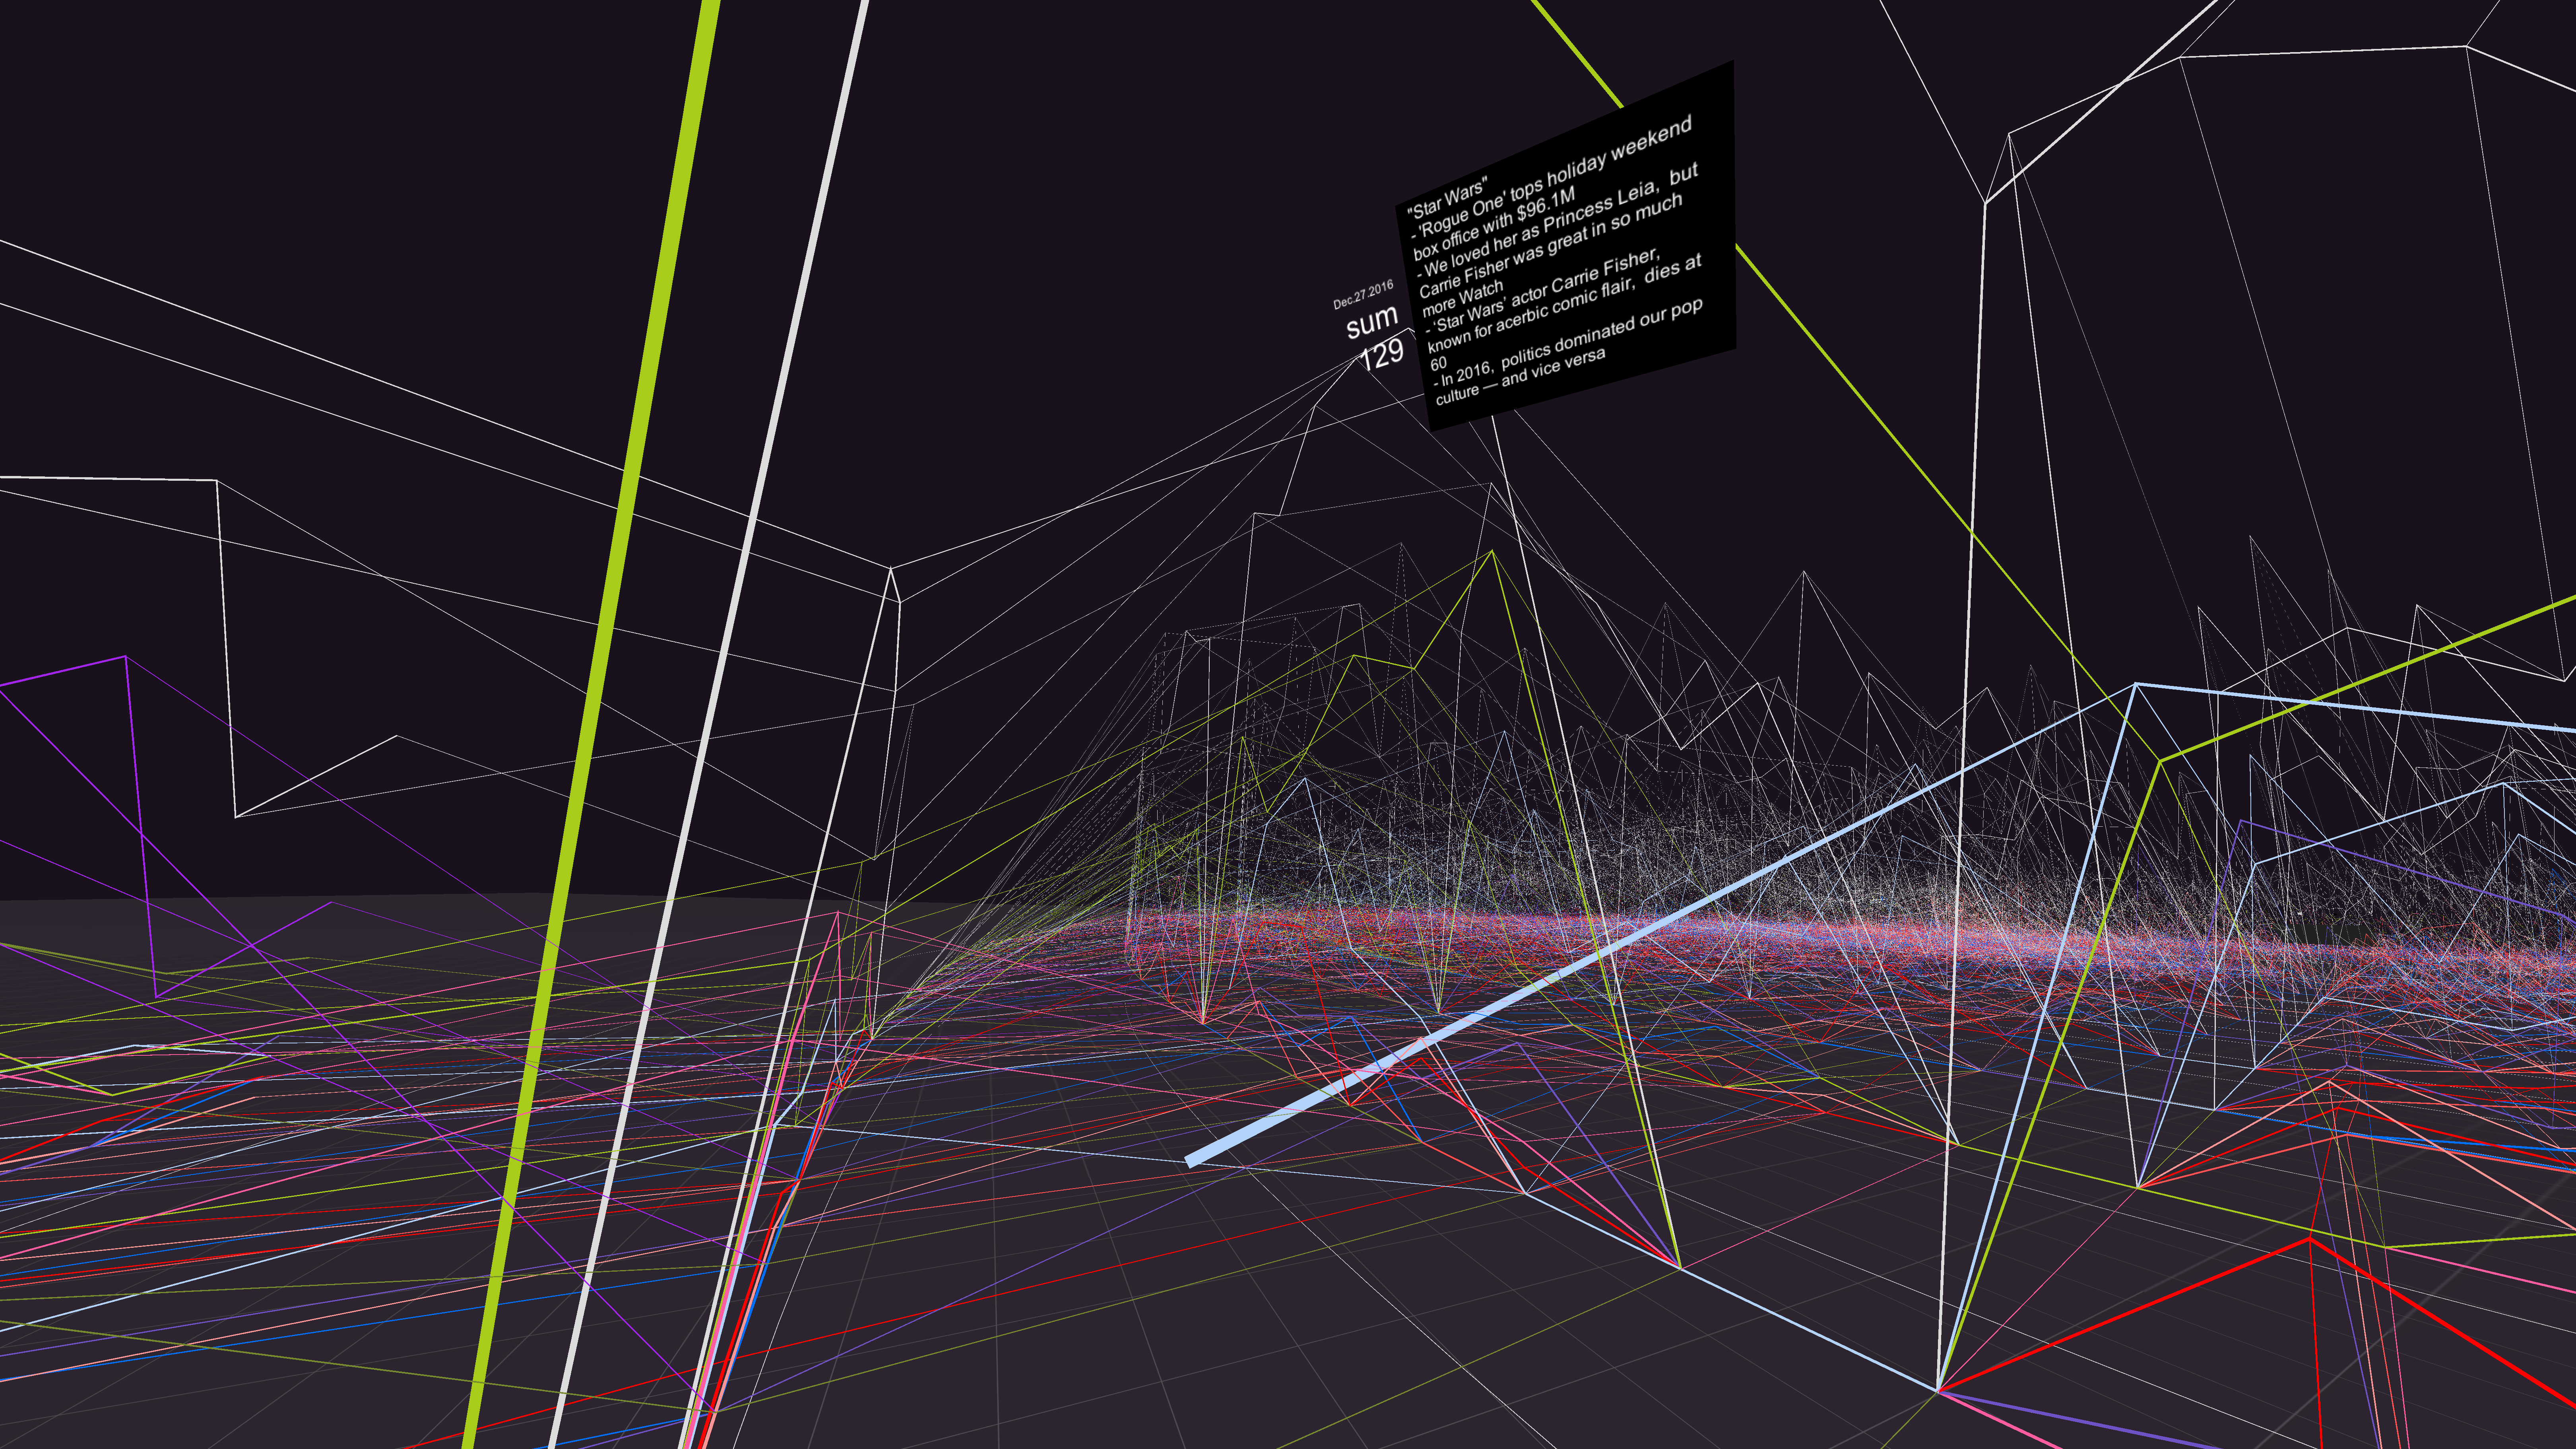 "Star Wars"
- 'Rogue One' tops holiday weekend
box office with $96.1M
- We loved her as Princess Leia, but
Carrie Fisher was great in so much
more Watch
- ‘Star Wars’ actor Carrie Fisher,
known for acerbic comic flair, dies at
60
- In 2016, politics dominated our pop
culture — and vice versa
Dec.27.2016
sum
129